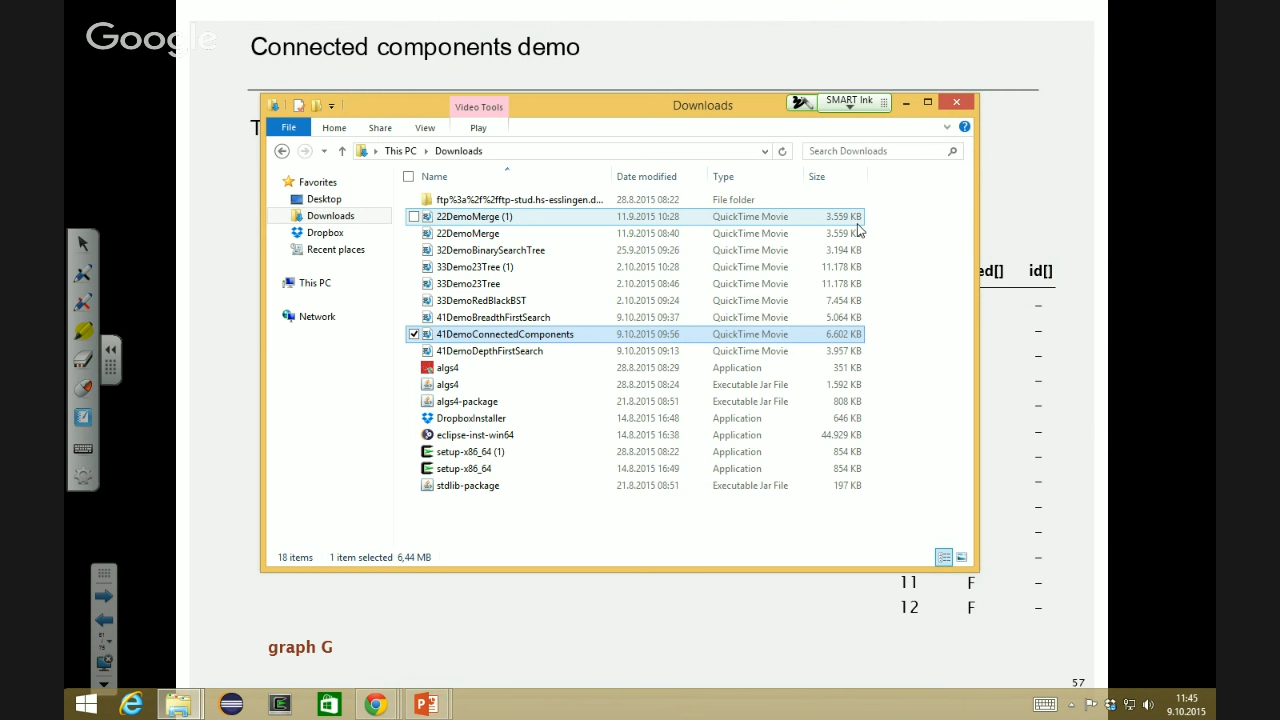 Google
Connected components demo
T
Video Tools
Downloads
SMART Ink
File Home Share View Play
This PC Downloads
Search Downloads
Name Date modified Type Size
Favorites
Desktop
Downloads
Dropbox
Recent places
This PC
Network
ftp%3a%2f%2fftp-stud.hs-esslingen.d... 28.8.2015 08:22 File folder
22DemoMerge (1) 11.9.2015 10:28 QuickTime Movie 3.559 KB
22DemoMerge 11.9.2015 08:40 QuickTime Movie 3.559 KB
32DemoBinarySearchTree 25.9.2015 09:26 QuickTime Movie 3.194 KB
33Demo23Tree (1) 2.10.2015 10:28 QuickTime Movie 11.178 KB
33Demo23Tree 2.10.2015 08:46 QuickTime Movie 11.178 KB
33DemoRedBlackBST 2.10.2015 09:24 QuickTime Movie 7.454 KB
41DemoBreadthFirstSearch 9.10.2015 09:37 QuickTime Movie 5.064 KB
41DemoConnectedComponents 9.10.2015 09:56 QuickTime Movie 6.602 KB
41DemoDepthFirstSearch 9.10.2015 09:13 QuickTime Movie 3.957 KB
algs4 28.8.2015 08:29 Application 351 KB
algs4 28.8.2015 08:24 Executable Jar File 1.592 KB
algs4-package 21.8.2015 08:51 Executable Jar File 808 KB
DropboxInstaller 14.8.2015 16:48 Application 646 KB
eclipse-inst-win64 14.8.2015 16:38 Application 44.929 KB
setup-x86_64 (1) 28.8.2015 08:22 Application 854 KB
setup-x86_64 14.8.2015 16:49 Application 854 KB
stdlib-package 21.8.2015 08:51 Executable Jar File 197 KB
18 items 1 item selected 6,44 MB
ed[] id[]
–
–
–
–
–
–
–
–
–
–
–
11 F –
12 F –
graph G
57
11:45
9.10.2015